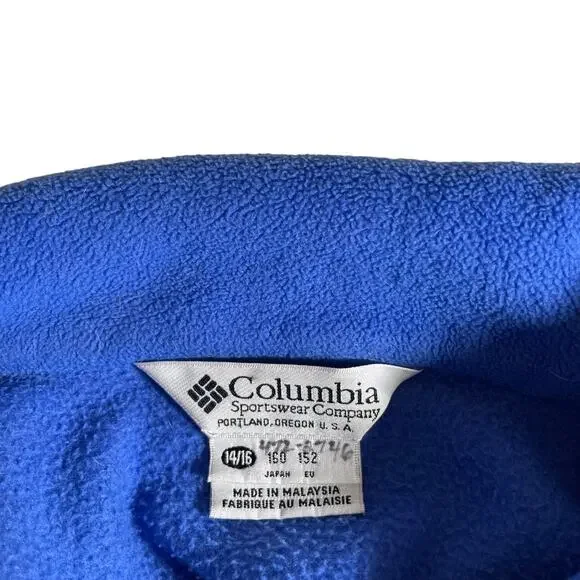 Columbia
Sportswear Company
PORTLAND, OREGON U.S.A.
14/16 160 152
JAPAN EU
MADE IN MALAYSIA
FABRIQUE AU MALAISIE